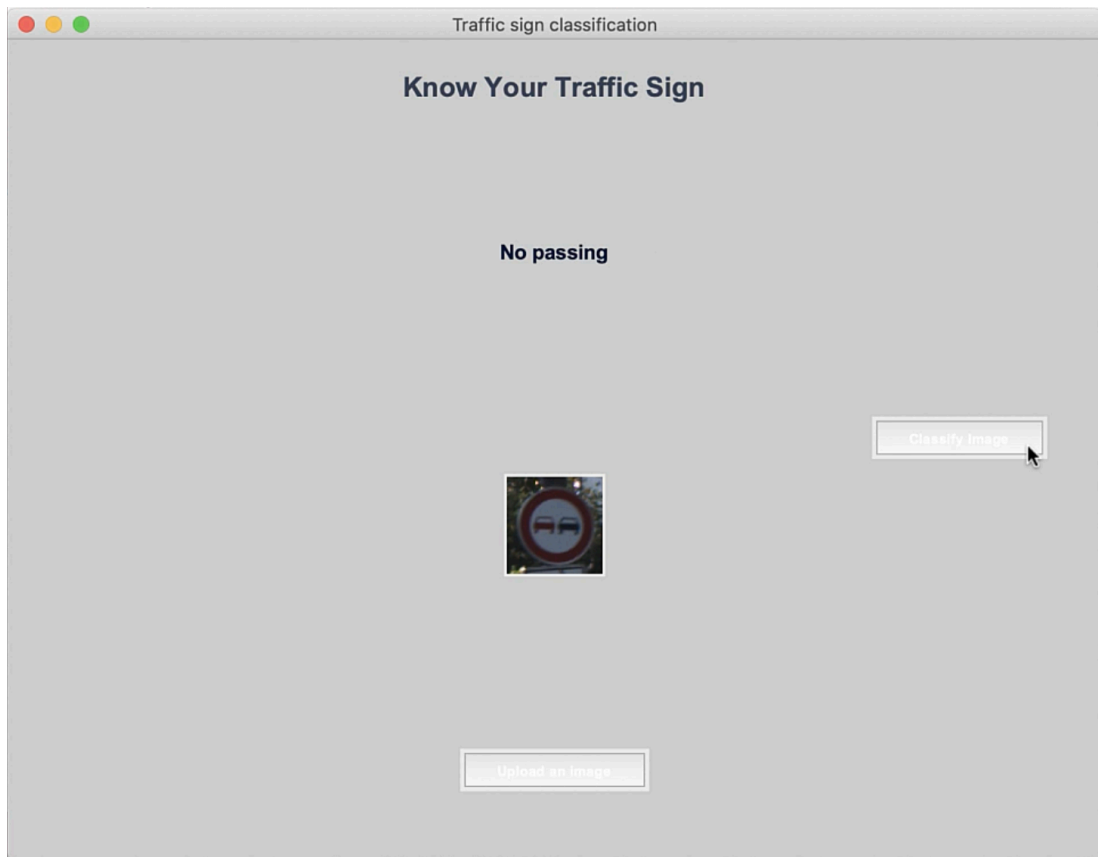 Traffic sign classification
Know Your Traffic Sign
No passing
Classify Image
Upload an image